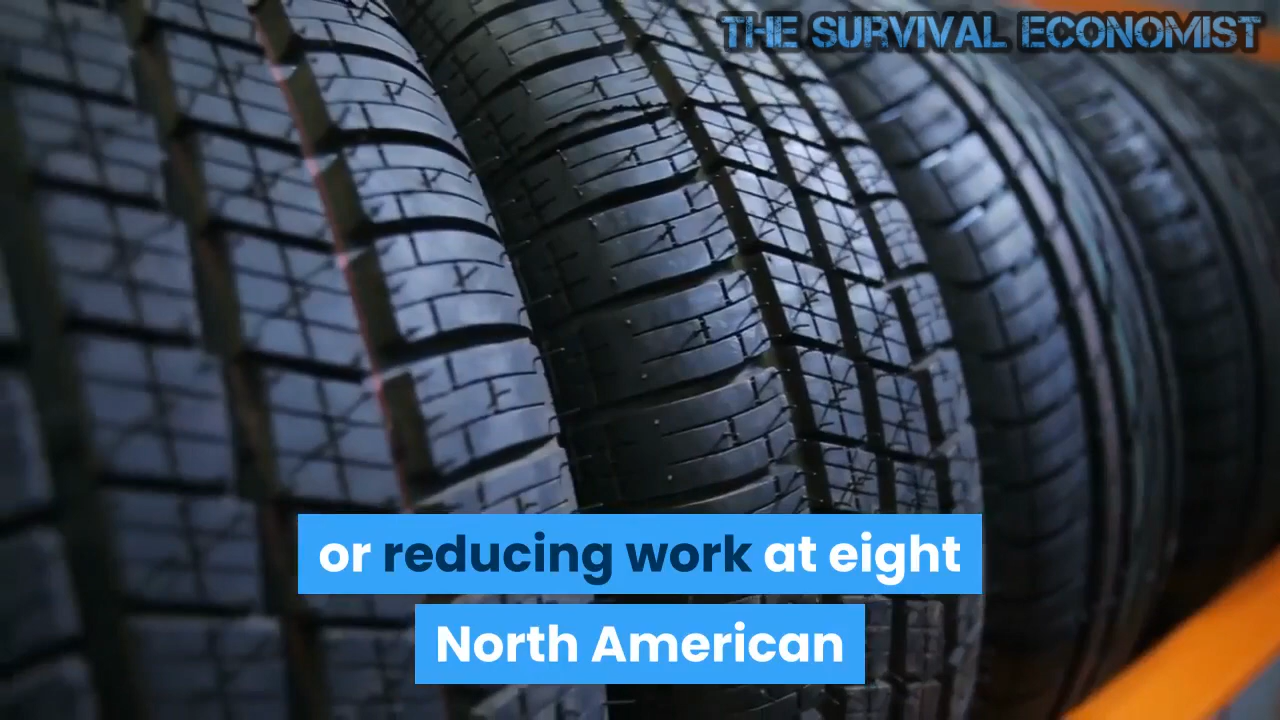 THE SURVIVAL ECONOMIST
or reducing work at eight
North American